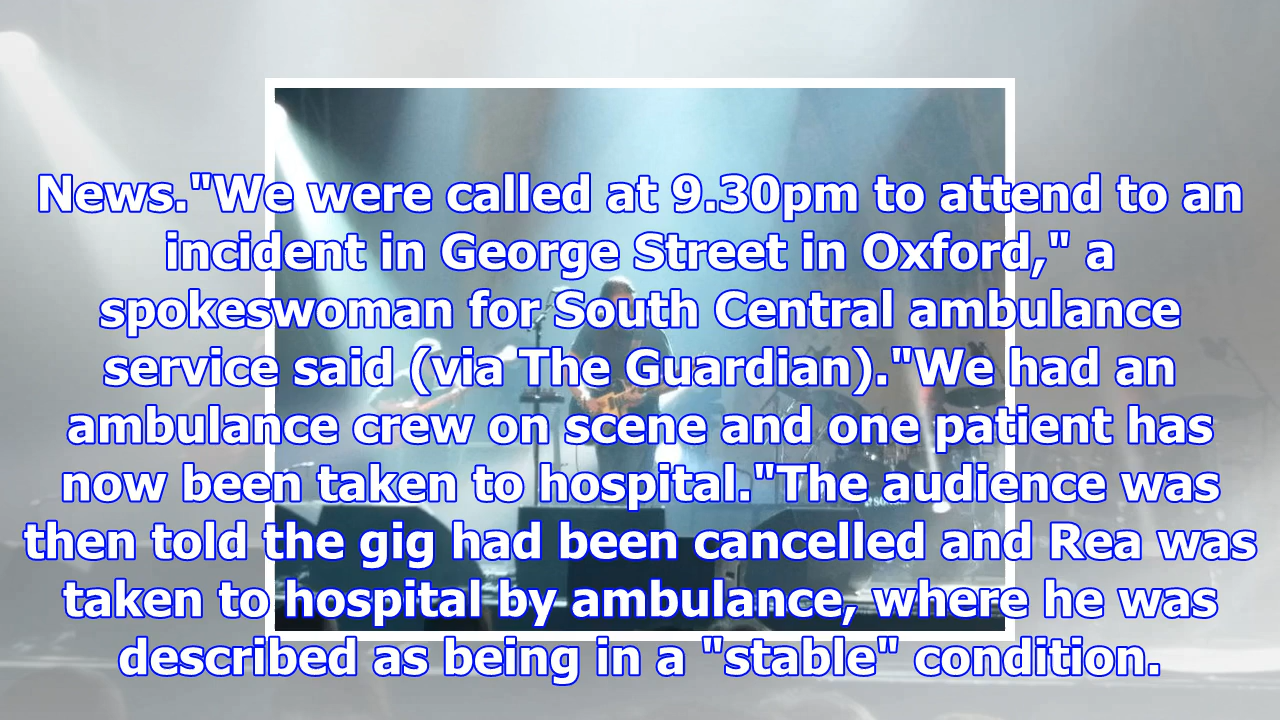 News."We were called at 9.30pm to attend to an
incident in George Street in Oxford," a
spokeswoman for South Central ambulance
service said (via The Guardian)."We had an
ambulance crew on scene and one patient has
now been taken to hospital."The audience was
then told the gig had been cancelled and Rea was
taken to hospital by ambulance, where he was
described as being in a "stable" condition.